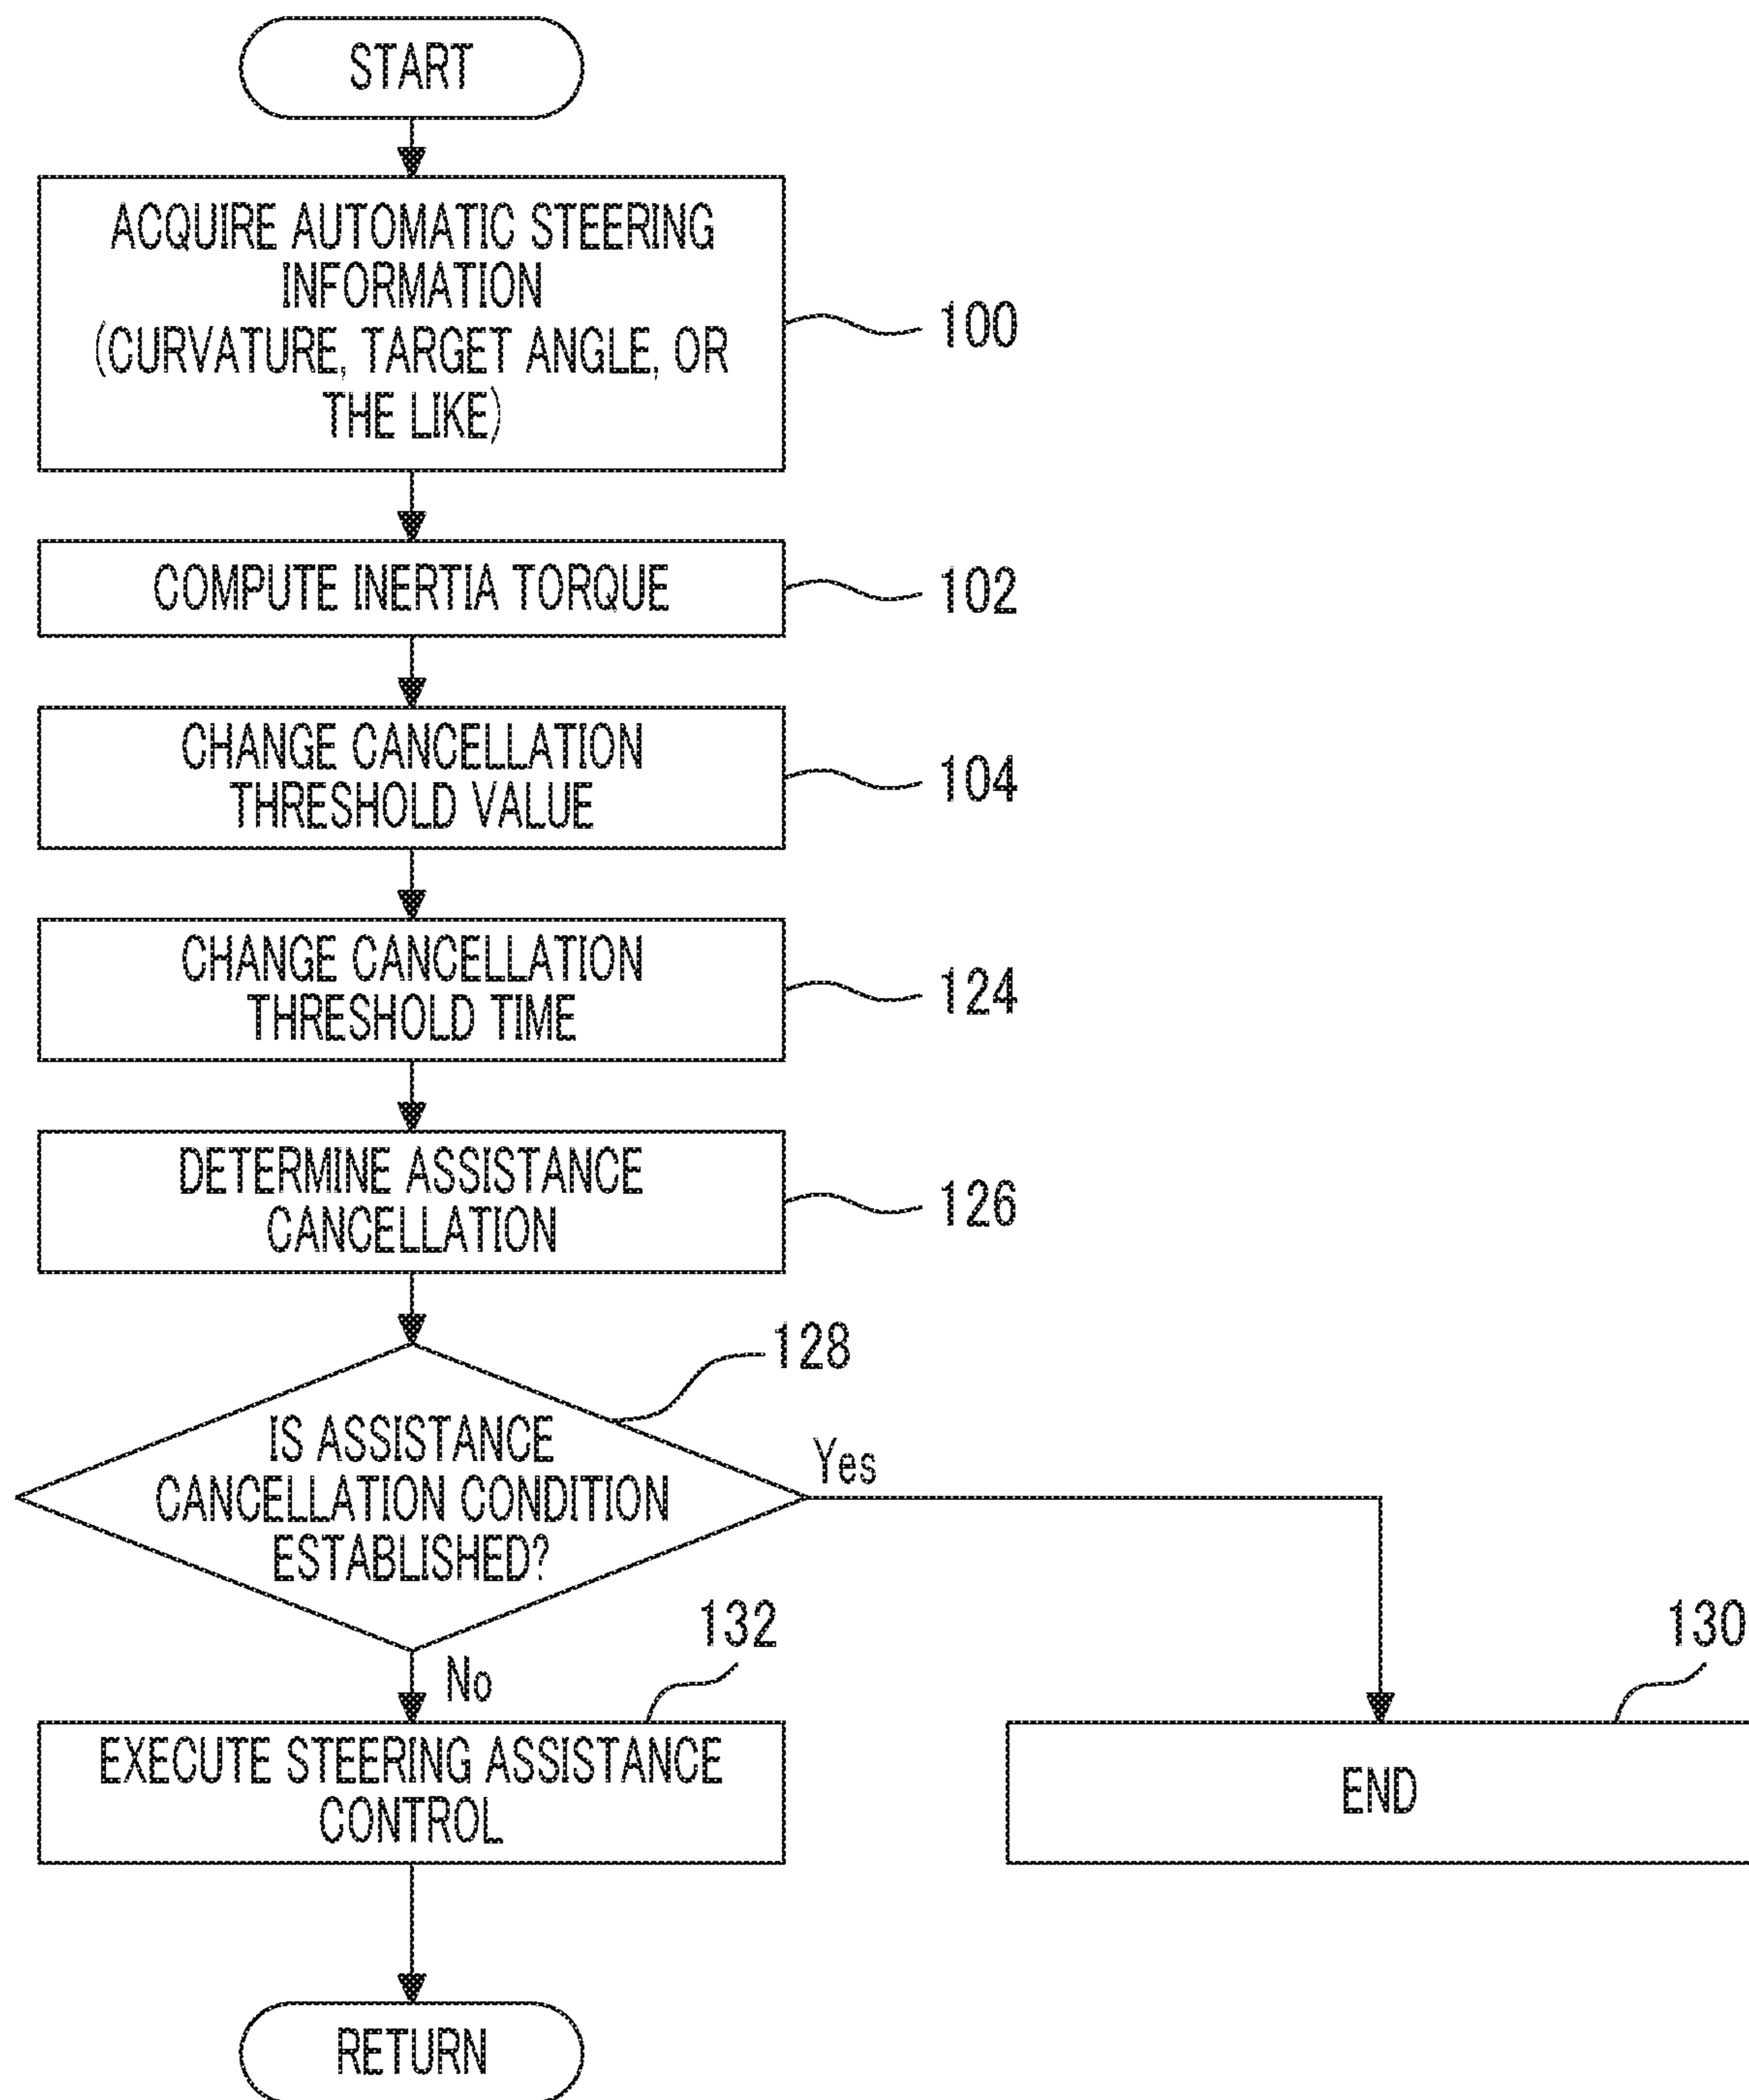 START
ACQUIRE AUTOMATIC STEERING
INFORMATION
(CURVATURE, TARGET ANGLE, OR
THE LIKE)
100
COMPUTE INERTIA TORQUE
102
CHANGE CANCELLATION
THRESHOLD VALUE
104
CHANGE CANCELLATION
THRESHOLD TIME
124
DETERMINE ASSISTANCE
CANCELLATION
126
128
IS ASSISTANCE
CANCELLATION CONDITION
ESTABLISHED?
Yes
No
132
130
EXECUTE STEERING ASSISTANCE
CONTROL
END
RETURN